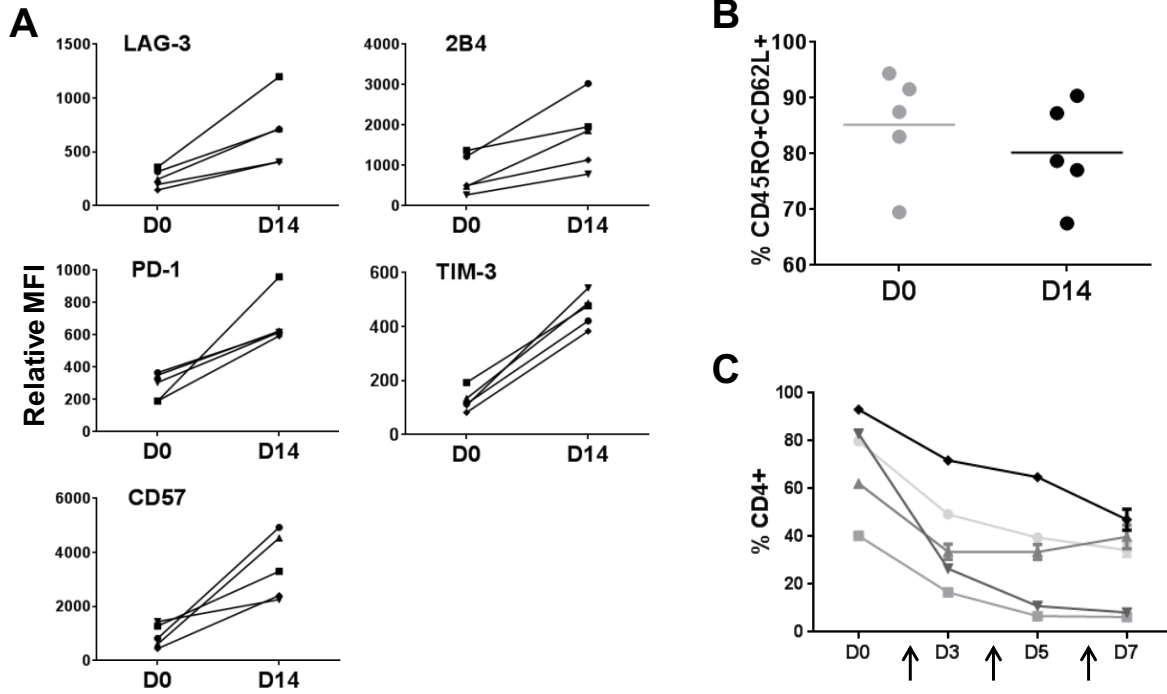 A
LAG-3
1500
1000
500
0
D0 D14
2B4
4000
3000
2000
1000
0
D0 D14
Relative MFI
PD-1
1000
800
600
400
200
0
D0 D14
TIM-3
600
400
200
0
D0 D14
CD57
6000
4000
2000
0
D0 D14
B
% CD45RO+CD62L+
100
90
80
70
60
D0 D14
C
% CD4+
100
80
60
40
20
0
D0 D3 D5 D7